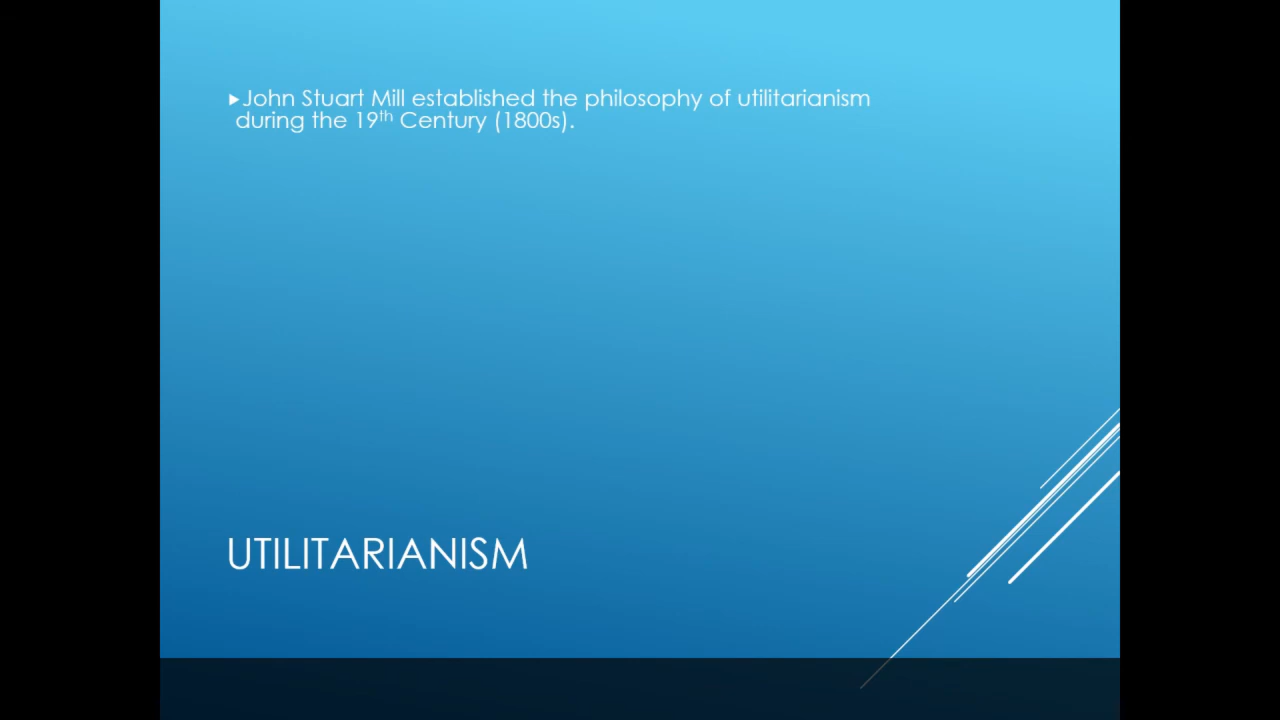 ▶John Stuart Mill established the philosophy of utilitarianism
during the 19th Century (1800s).
UTILITARIANISM